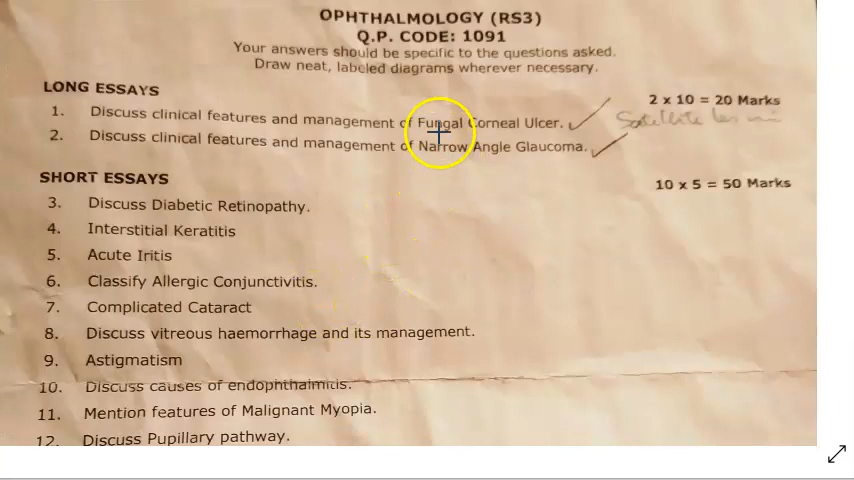 OPHTHALMOLOGY (RS3)
Q.P. CODE: 1091
Your answers should be specific to the questions asked.
Draw neat, labeled diagrams wherever necessary.
LONG ESSAYS
2 x 10 = 20 Marks
1. Discuss clinical features and management of Fungal Corneal Ulcer.
Satellite
2. Discuss clinical features and management of Narrow Angle Glaucoma.
SHORT ESSAYS
10 x 5 = 50 Marks
3. Discuss Diabetic Retinopathy.
4. Interstitial Keratitis
5. Acute Iritis
6. Classify Allergic Conjunctivitis.
7. Complicated Cataract
8. Discuss vitreous haemorrhage and its management.
9. Astigmatism
10. Discuss causes of endophthalmitis.
11. Mention features of Malignant Myopia.
12. Discuss Pupillary pathway.